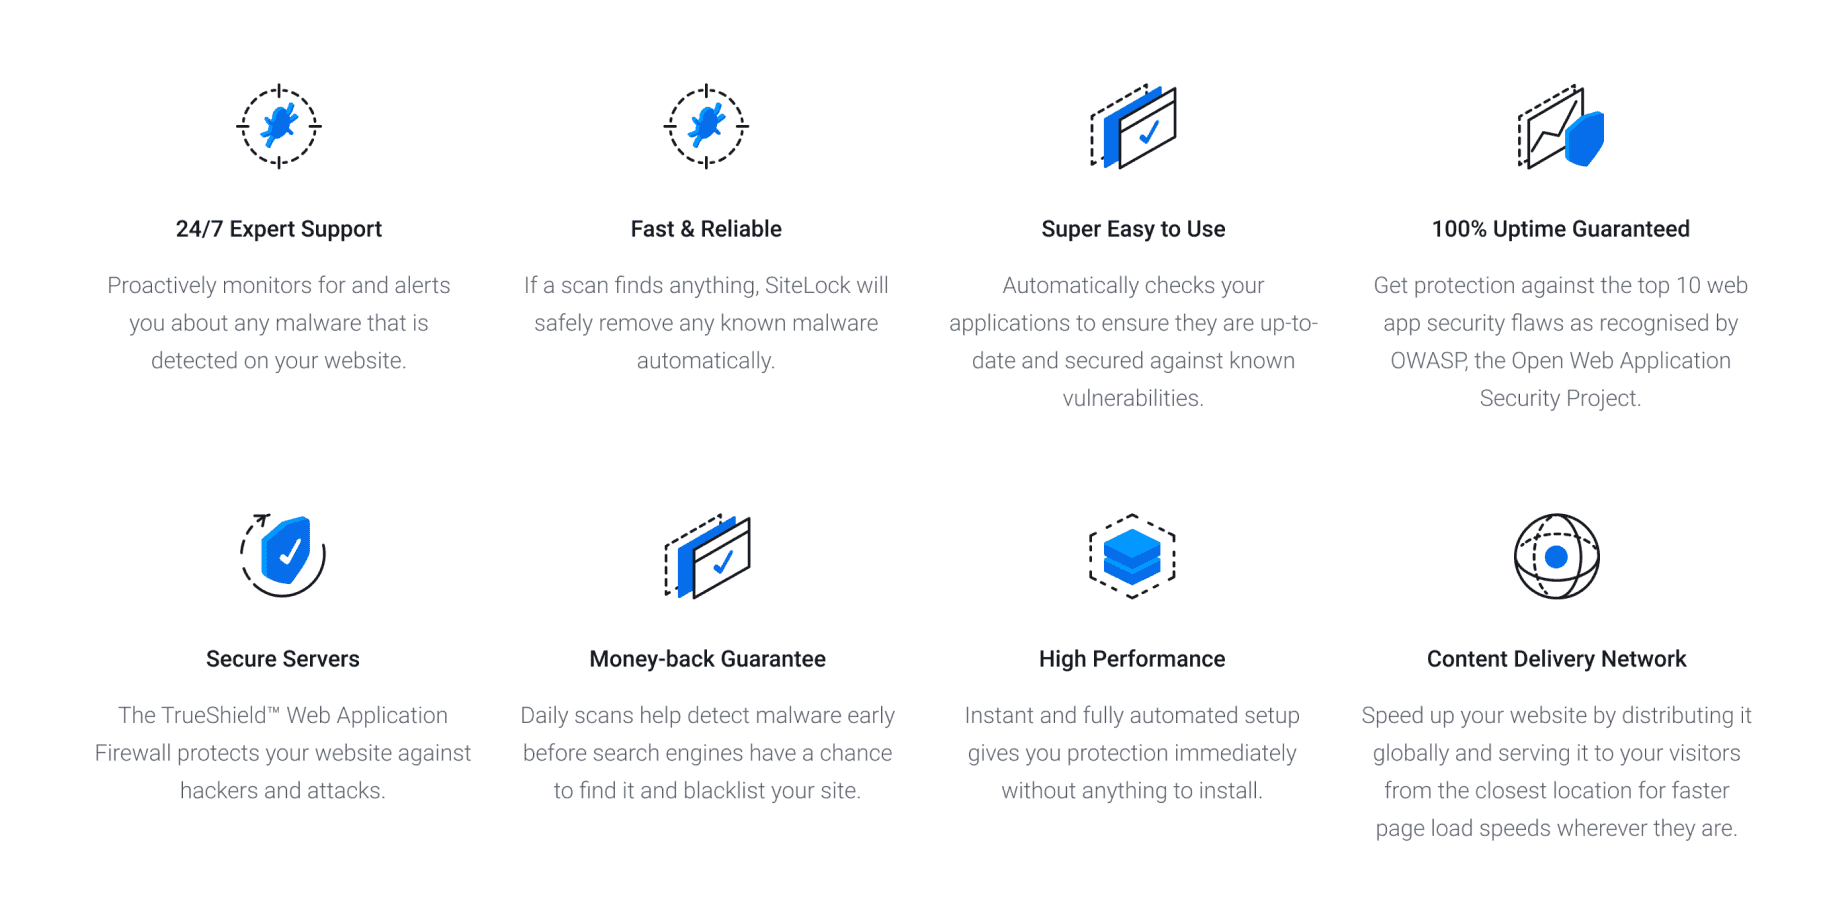 24/7 Expert Support
Proactively monitors for and alerts
you about any malware that is
detected on your website.
Fast & Reliable
If a scan finds anything, SiteLock will
safely remove any known malware
automatically.
Super Easy to Use
Automatically checks your
applications to ensure they are up-to-
date and secured against known
vulnerabilities.
100% Uptime Guaranteed
Get protection against the top 10 web
app security flaws as recognised by
OWASP, the Open Web Application
Security Project.
Secure Servers
The TrueShield™ Web Application
Firewall protects your website against
hackers and attacks.
Money-back Guarantee
Daily scans help detect malware early
before search engines have a chance
to find it and blacklist your site.
High Performance
Instant and fully automated setup
gives you protection immediately
without anything to install.
Content Delivery Network
Speed up your website by distributing it
globally and serving it to your visitors
from the closest location for faster
page load speeds wherever they are.